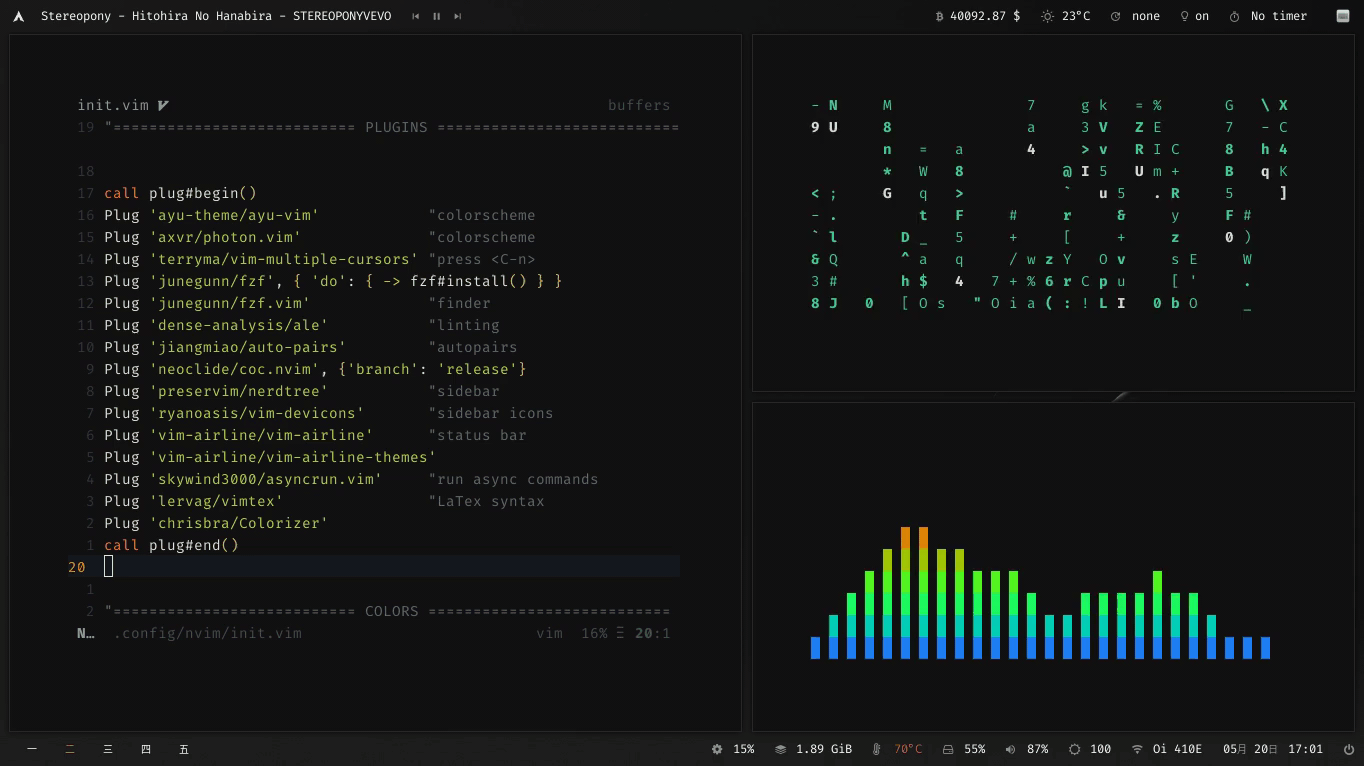 Stereopony - Hitohira No Hanabira - STEREOPONYVEVO
40092.87 $ 23°C none on No timer
init.vim buffers
19 "=========================== PLUGINS ===========================
18
17 call plug#begin()
16 Plug 'ayu-theme/ayu-vim' "colorscheme
15 Plug 'axvr/photon.vim' "colorscheme
14 Plug 'terryma/vim-multiple-cursors' "press <C-n>
13 Plug 'junegunn/fzf', { 'do': { -> fzf#install() } }
12 Plug 'junegunn/fzf.vim' "finder
11 Plug 'dense-analysis/ale' "linting
10 Plug 'jiangmiao/auto-pairs' "autopairs
9 Plug 'neoclide/coc.nvim', {'branch': 'release'}
8 Plug 'preservim/nerdtree' "sidebar
7 Plug 'ryanoasis/vim-devicons' "sidebar icons
6 Plug 'vim-airline/vim-airline' "status bar
5 Plug 'vim-airline/vim-airline-themes'
4 Plug 'skywind3000/asyncrun.vim' "run async commands
3 Plug 'lervag/vimtex' "LaTex syntax
2 Plug 'chrisbra/Colorizer'
1 call plug#end()
20
1
2 "=========================== COLORS ===========================
N… .config/nvim/init.vim vim 16% Ξ 20:1
- N M 7 g k = % G \ X
9 U 8 a 3 V Z E 7 - C
n = a 4 > v R I C 8 h 4
* W 8 @ I 5 U m + B q K
< ; G q > ` u 5 . R 5 ]
- . t F # r & y F #
` l D _ 5 + [ + z 0 )
& Q ^ a q / w z Y O v s E W
3 # h $ 4 7 + % 6 r C p u [ ' .
8 J 0 [ O s " O i a ( : ! L I 0 b O _
一 二 三 四 五
15% 1.89 GiB 70°C 55% 87% 100 Oi 410E 05月 20日 17:01